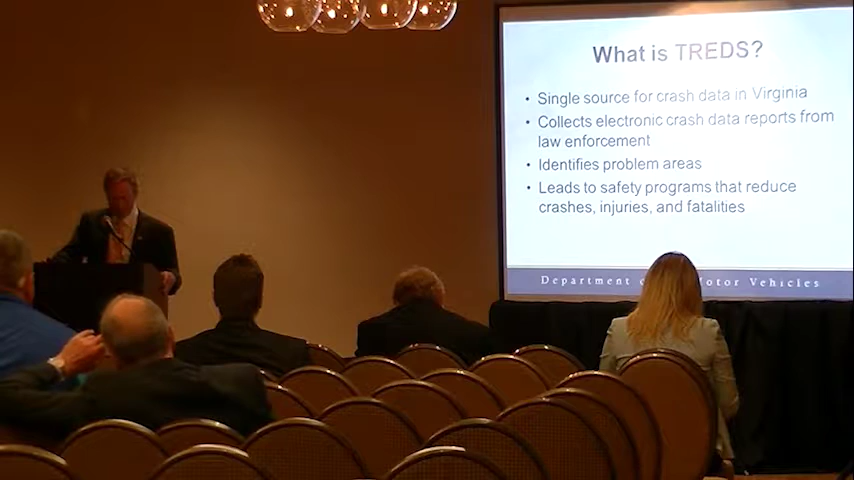 What is TREDS?
• Single source for crash data in Virginia
• Collects electronic crash data reports from
law enforcement
• Identifies problem areas
• Leads to safety programs that reduce
crashes, injuries, and fatalities
Department o Motor Vehicles